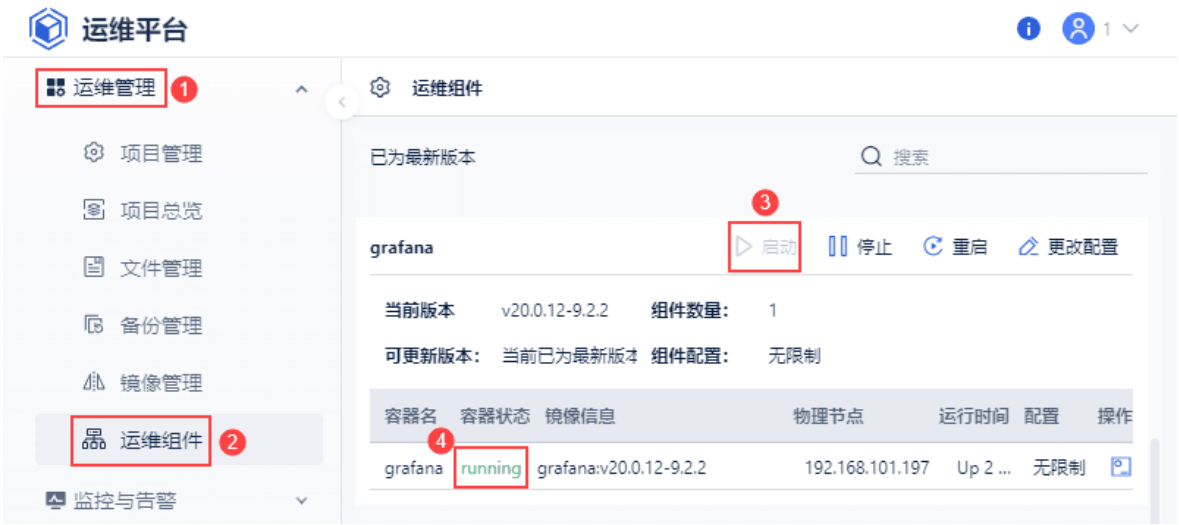 运维平台
1
运维管理 1
运维组件
项目管理
已为最新版本
搜索
项目总览
3
grafana
启动
停止
重启
更改配置
文件管理
当前版本 v20.0.12-9.2.2 组件数量： 1
备份管理
可更新版本： 当前已为最新版本 组件配置： 无限制
镜像管理
容器名 容器状态 镜像信息 物理节点 运行时间 配置 操作
运维组件 2
4
grafana running grafana:v20.0.12-9.2.2 192.168.101.197 Up 2 ... 无限制
监控与告警